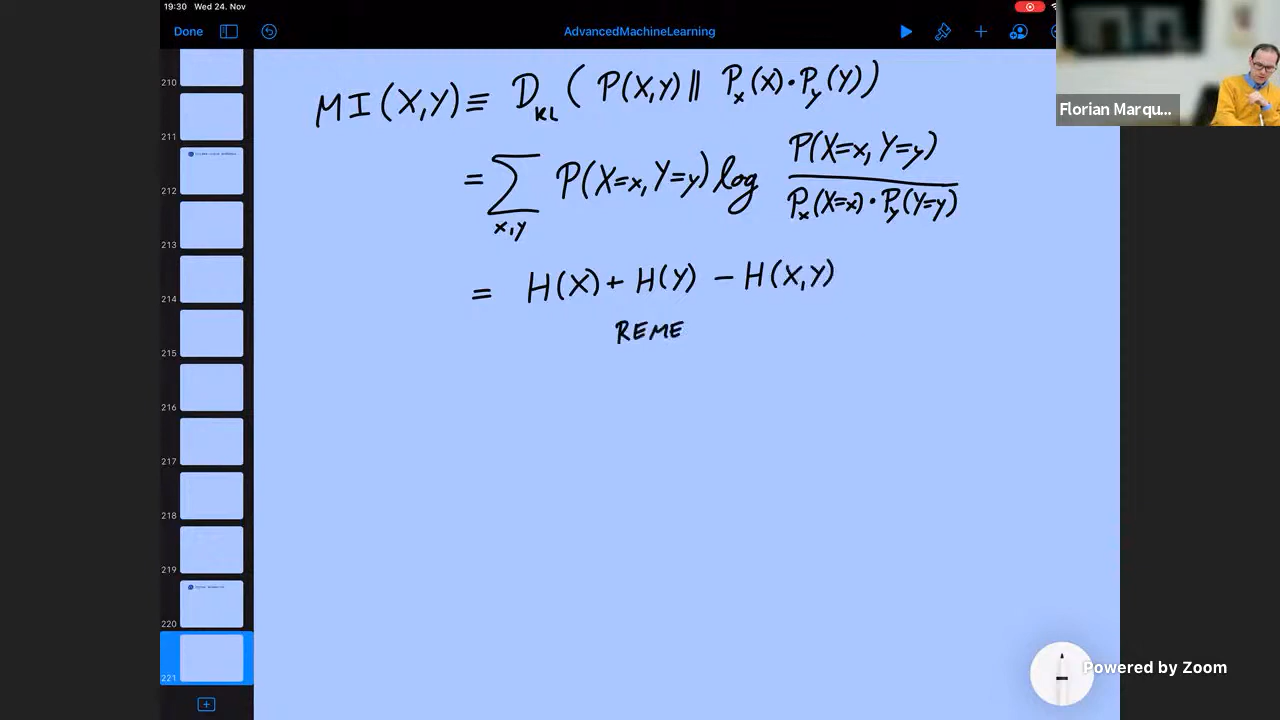 19:30 Wed 24. Nov
Done
AdvancedMachineLearning
MI(X,Y) ≡ D_KL ( P(X,Y) || P_x(X)·P_y(Y) )
= ∑_{x,y} P(X=x, Y=y) log P(X=x, Y=y) / P_x(X=x)·P_y(Y=y)
= H(X) + H(Y) − H(X,Y)
REME
Florian Marqu...
210
211
212
213
214
215
216
217
218
219
220
221
Powered by Zoom